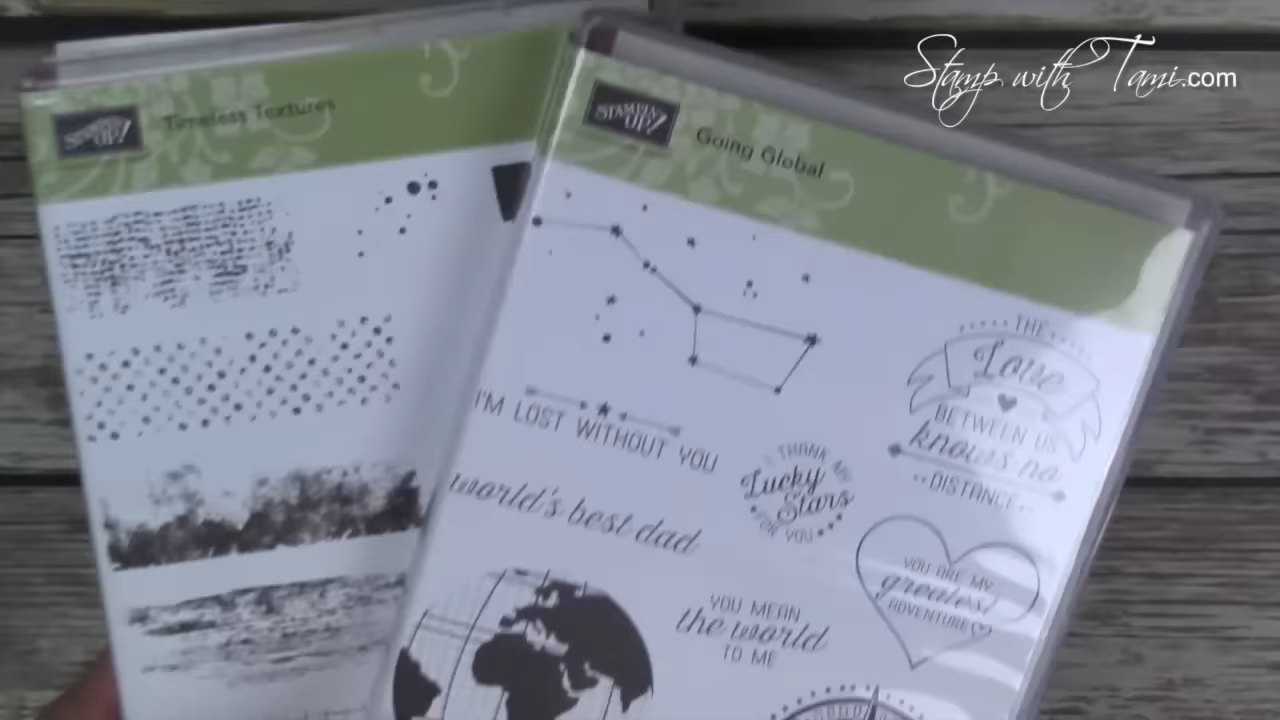 Stamp with Tami.com
STAMPIN' UP!
Timeless Textures
STAMPIN' UP!
Going Global
THE
Love
BETWEEN US
knows no
DISTANCE
I'M LOST WITHOUT YOU
THANK MY
Lucky
Stars
FOR YOU
world's best dad
YOU ARE MY
greatest
ADVENTURE
YOU MEAN
the world
TO ME